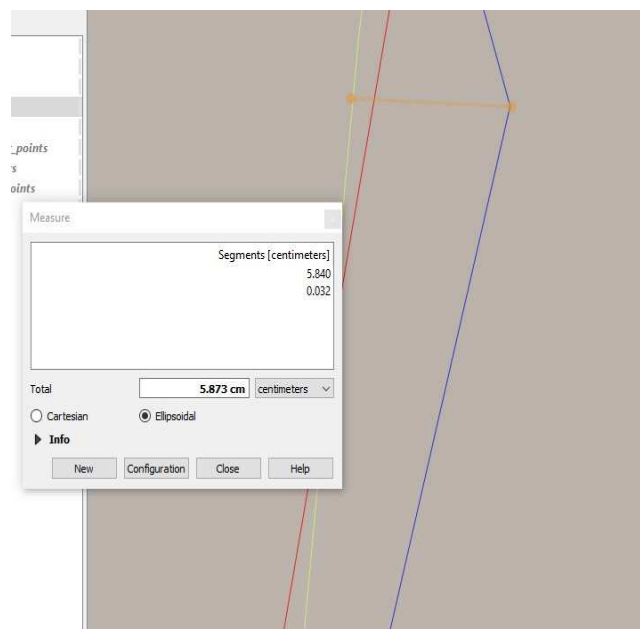 _points
s
oints
Measure
Segments [centimeters]
5.840
0.032
Total 5.873 cm centimeters
Cartesian Ellipsoidal
Info
New Configuration Close Help